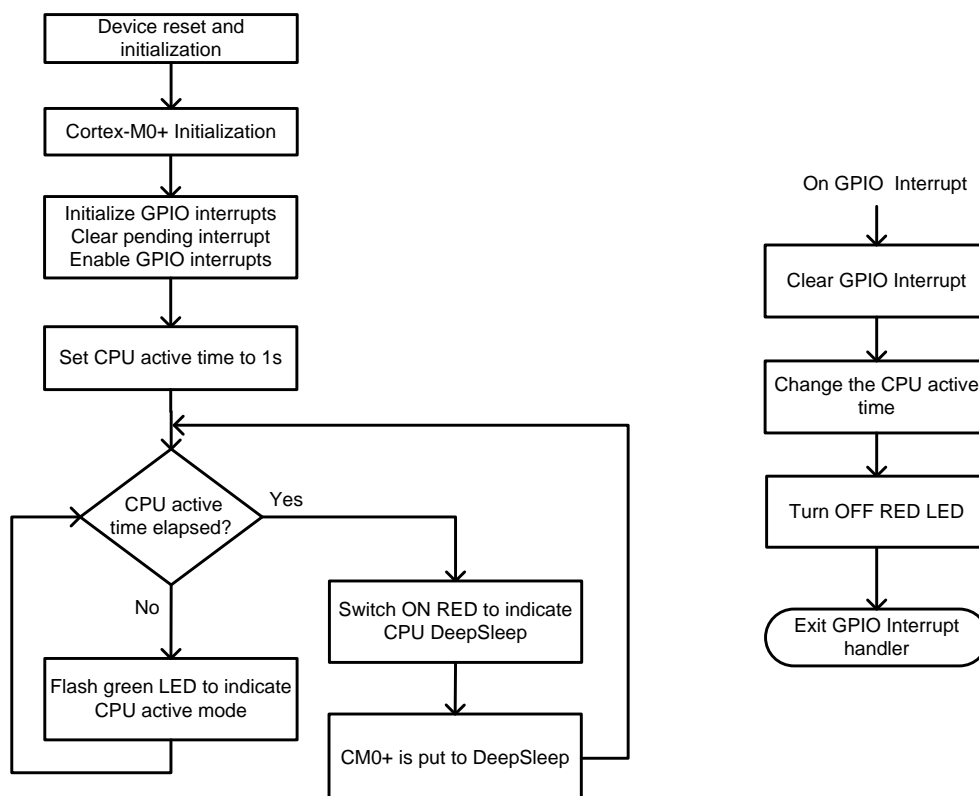 Device reset and
initialization
Cortex-M0+ Initialization
Initialize GPIO interrupts
Clear pending interrupt
Enable GPIO interrupts
Set CPU active time to 1s
CPU active
time elapsed?
Yes
No
Switch ON RED to indicate
CPU DeepSleep
Flash green LED to indicate
CPU active mode
CM0+ is put to DeepSleep
On GPIO Interrupt
Clear GPIO Interrupt
Change the CPU active
time
Turn OFF RED LED
Exit GPIO Interrupt
handler